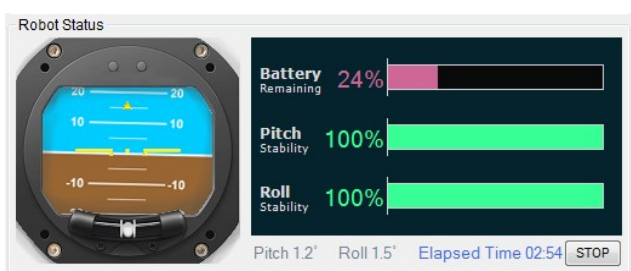 Robot Status
20 20
10 10
-10 -10
Battery
Remaining
24%
Pitch
Stability
100%
Roll
Stability
100%
Pitch 1.2° Roll 1.5° Elapsed Time 02:54 STOP